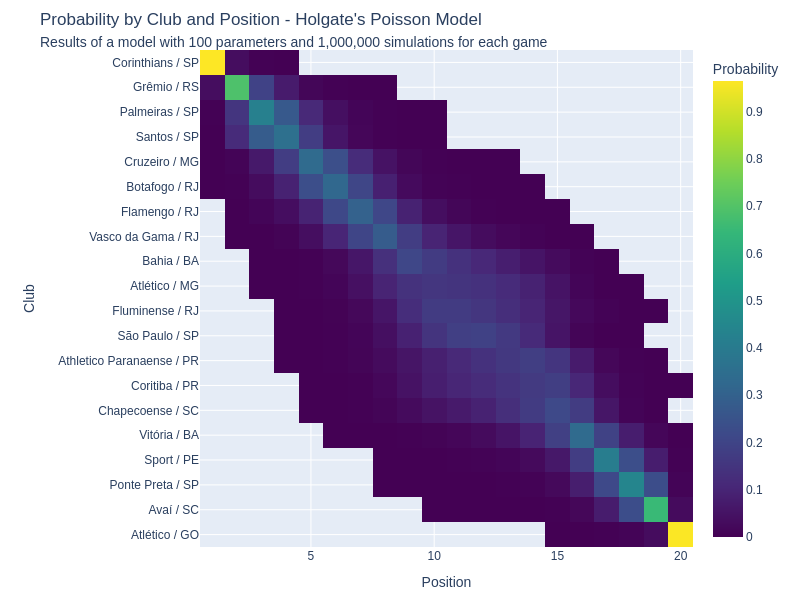 Probability by Club and Position - Holgate's Poisson Model
Results of a model with 100 parameters and 1,000,000 simulations for each game
Probability
Corinthians / SP
Grêmio / RS
Palmeiras / SP
Santos / SP
Cruzeiro / MG
Botafogo / RJ
Flamengo / RJ
Vasco da Gama / RJ
Bahia / BA
Atlético / MG
Fluminense / RJ
São Paulo / SP
Athletico Paranaense / PR
Coritiba / PR
Chapecoense / SC
Vitória / BA
Sport / PE
Ponte Preta / SP
Avaí / SC
Atlético / GO
Club
0.9
0.8
0.7
0.6
0.5
0.4
0.3
0.2
0.1
0
5
10
15
20
Position